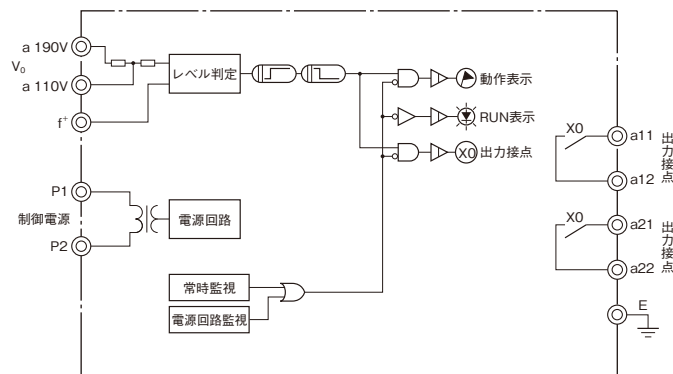 a 190V
V₀
a 110V
f⁺
レベル判定
動作表示
RUN表示
X0
出力接点
P1
制御電源
P2
電源回路
常時監視
電源回路監視
X0
a11
a12
出力接点
X0
a21
a22
出力接点
E